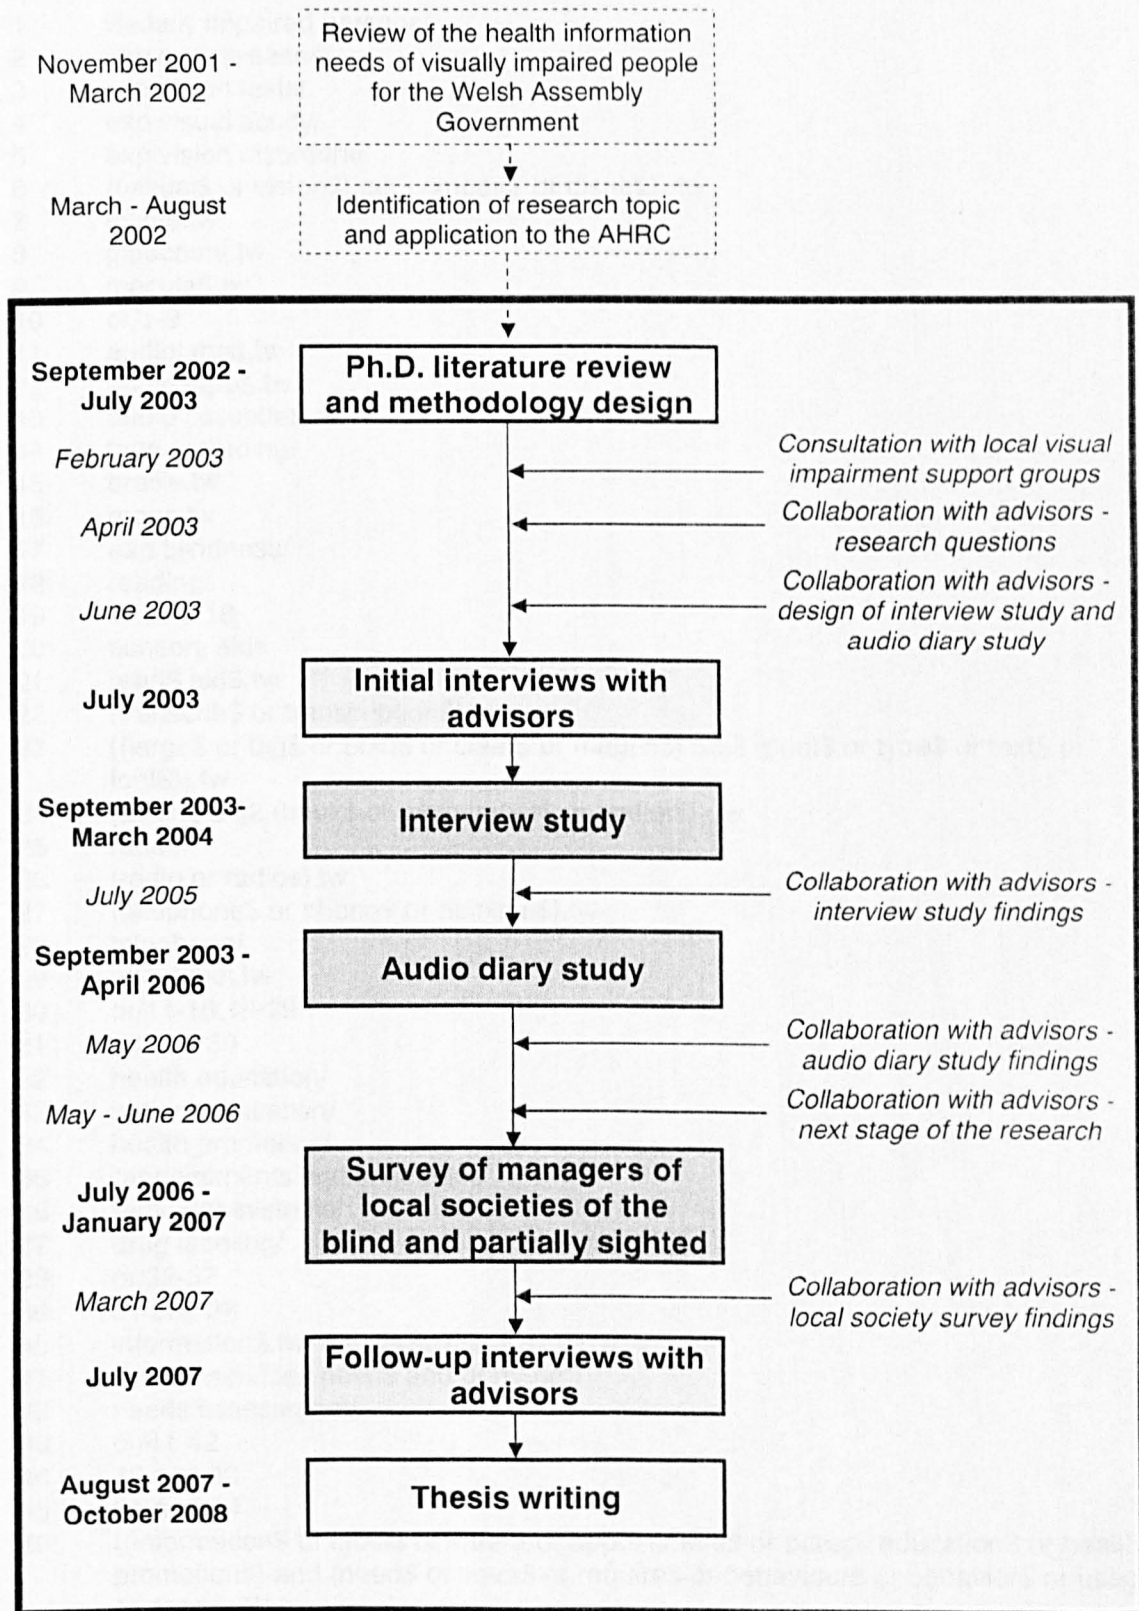 November 2001 -
March 2002
Review of the health information
needs of visually impaired people
for the Welsh Assembly
Government
March - August
2002
Identification of research topic
and application to the AHRC
September 2002 -
July 2003
Ph.D. literature review
and methodology design
February 2003
Consultation with local visual
impairment support groups
April 2003
Collaboration with advisors -
research questions
June 2003
Collaboration with advisors -
design of interview study and
audio diary study
July 2003
Initial interviews with
advisors
September 2003-
March 2004
Interview study
July 2005
Collaboration with advisors -
interview study findings
September 2003 -
April 2006
Audio diary study
May 2006
Collaboration with advisors -
audio diary study findings
May - June 2006
Collaboration with advisors -
next stage of the research
July 2006 -
January 2007
Survey of managers of
local societies of the
blind and partially sighted
March 2007
Collaboration with advisors -
local society survey findings
July 2007
Follow-up interviews with
advisors
August 2007 -
October 2008
Thesis writing